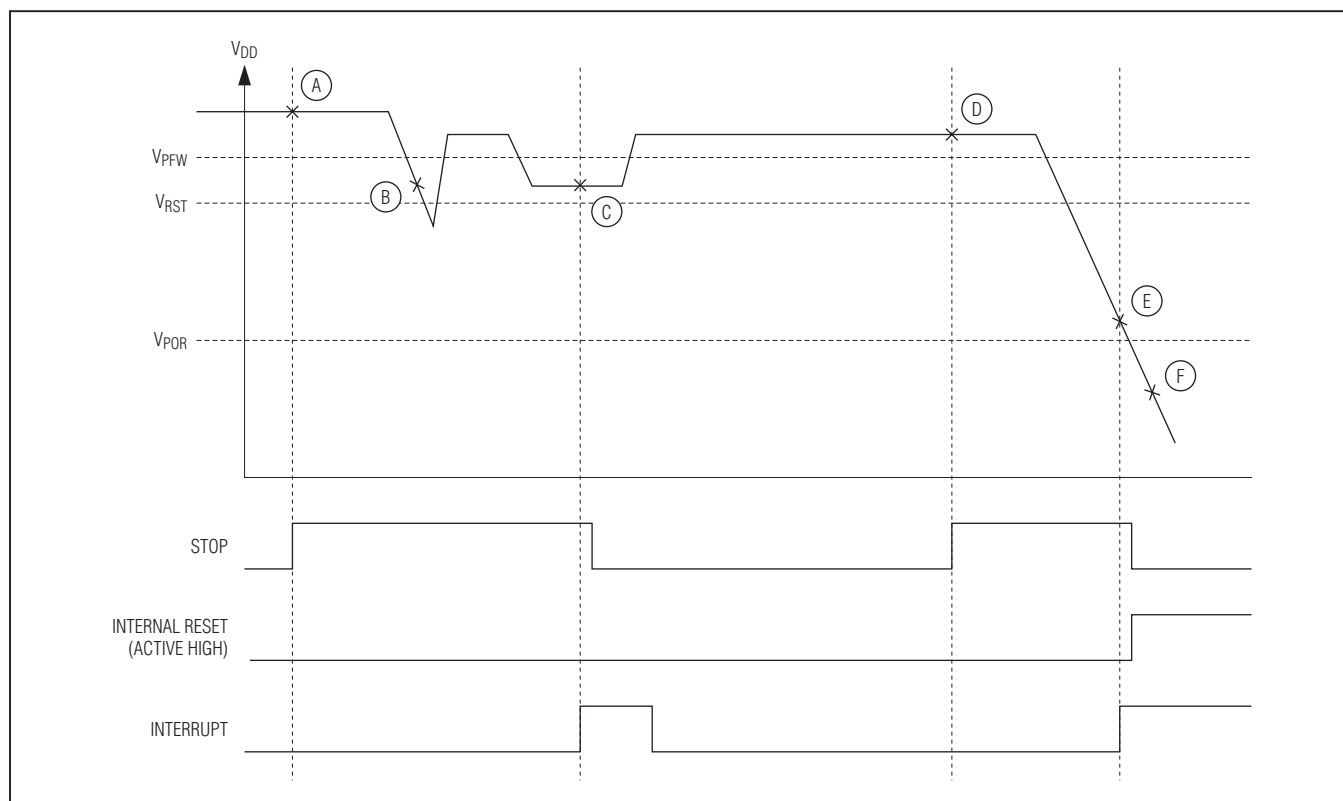 VDD
A
D
VPFW
B
VRST
C
E
VPOR
F
STOP
INTERNAL RESET
(ACTIVE HIGH)
INTERRUPT